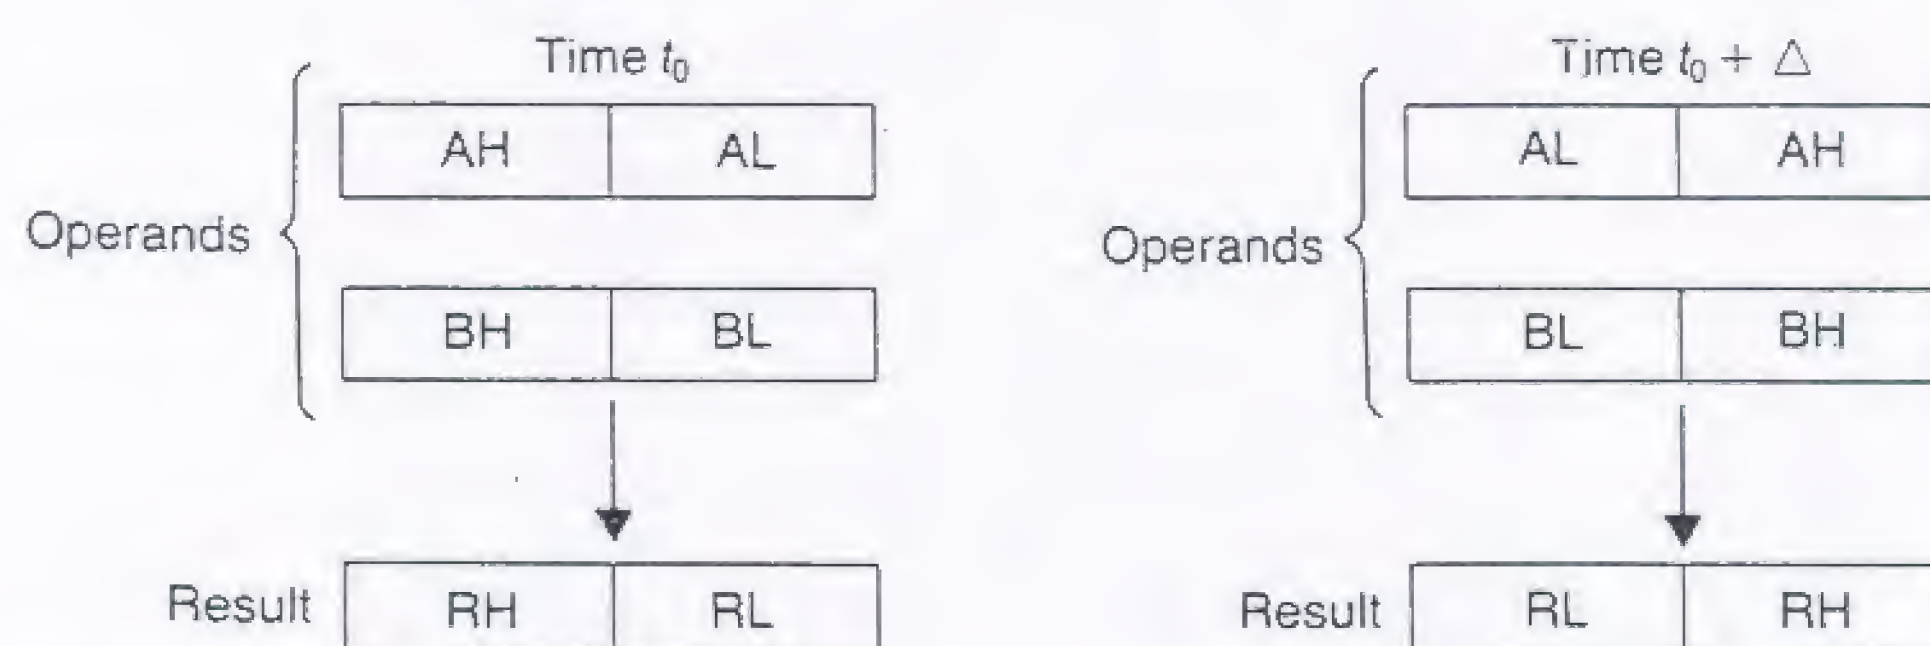 Time t₀
AH AL
Operands
BH BL
Result RH RL
Time t₀ + △
AL AH
Operands
BL BH
Result RL RH